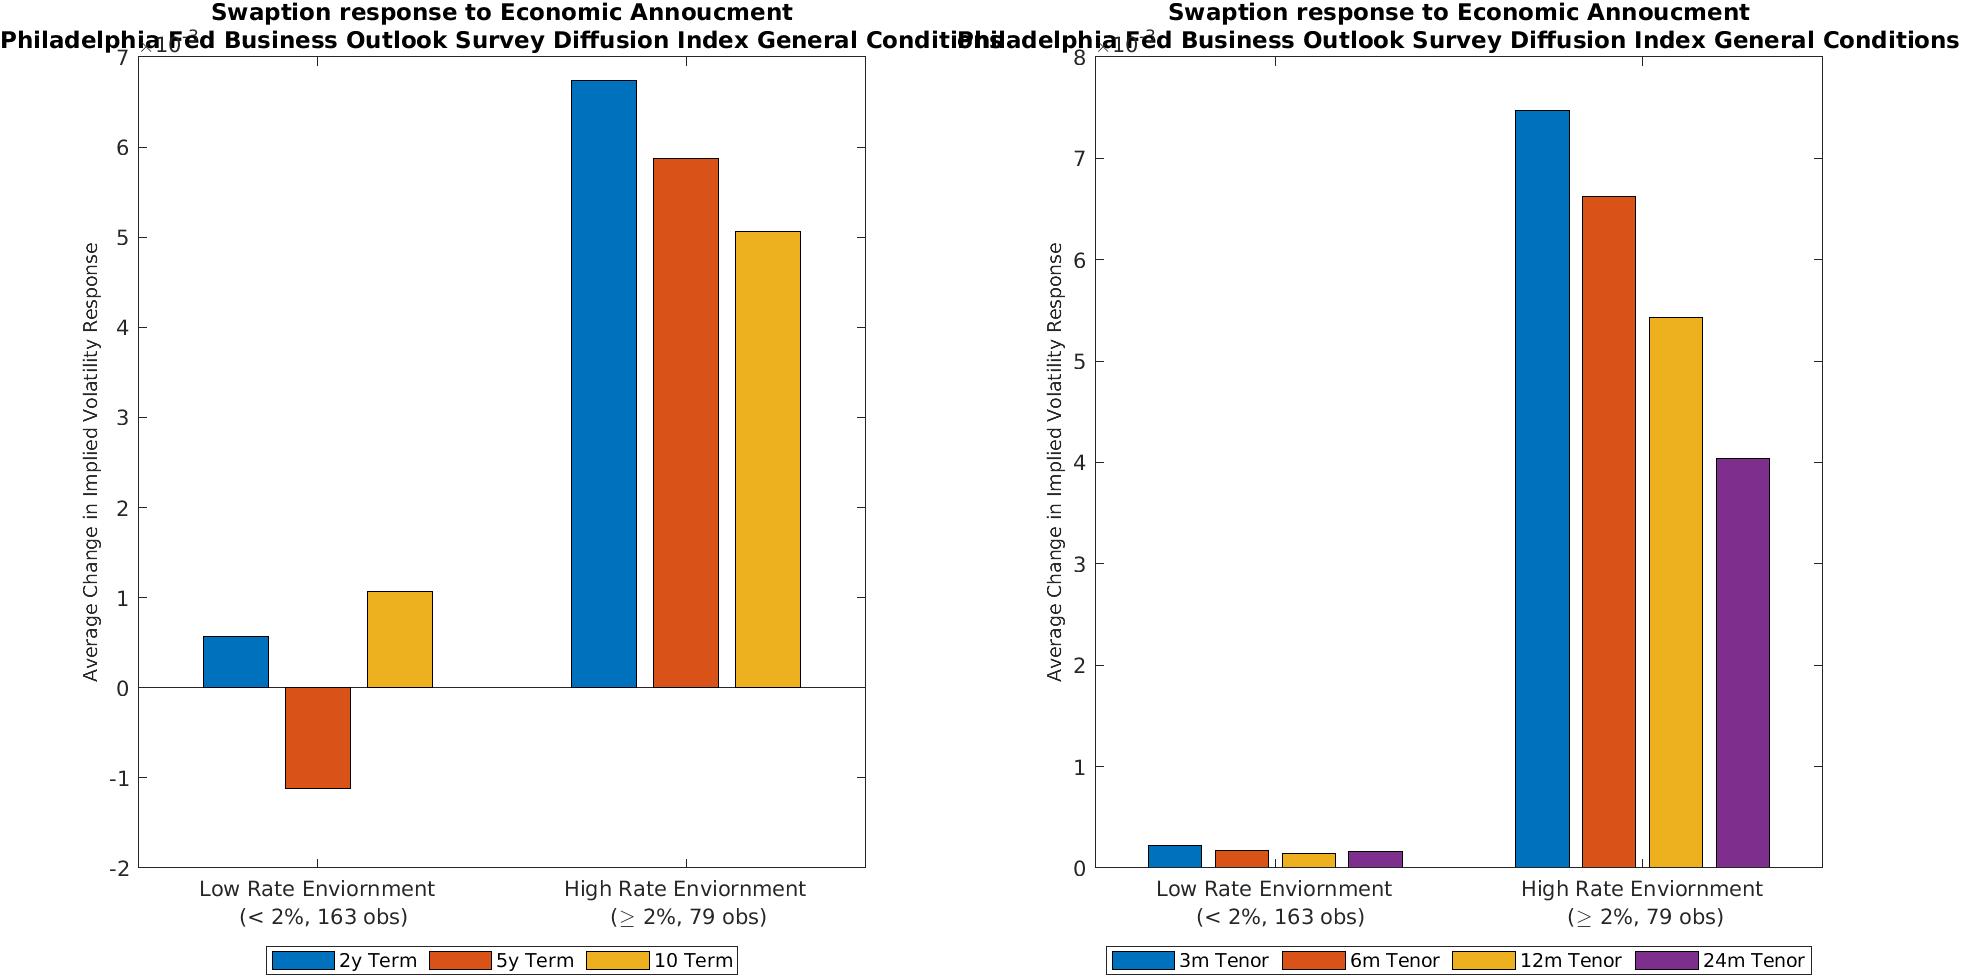 Swaption response to Economic Annoucment
Philadelphia Fed Business Outlook Survey Diffusion Index General Conditions
×10⁻³
Average Change in Implied Volatility Response
7
6
5
4
3
2
1
0
-1
-2
Low Rate Enviornment
(< 2%, 163 obs)
High Rate Enviornment
(≥ 2%, 79 obs)
2y Term
5y Term
10 Term
Swaption response to Economic Annoucment
Philadelphia Fed Business Outlook Survey Diffusion Index General Conditions
×10⁻³
Average Change in Implied Volatility Response
8
7
6
5
4
3
2
1
0
Low Rate Enviornment
(< 2%, 163 obs)
High Rate Enviornment
(≥ 2%, 79 obs)
3m Tenor
6m Tenor
12m Tenor
24m Tenor